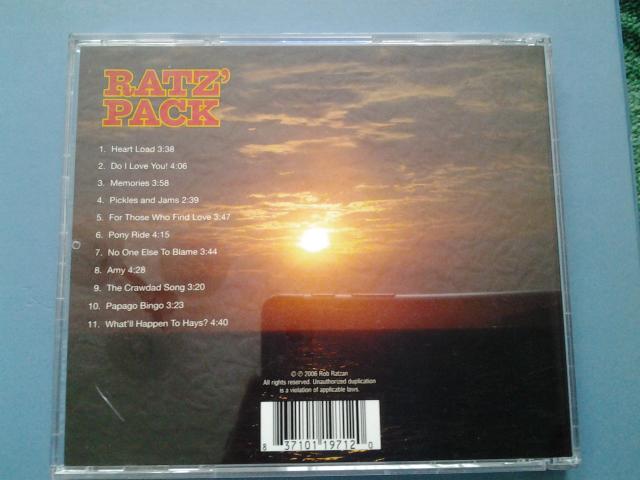 RATZ'
PACK
1. Heart Load 3:38
2. Do I Love You! 4:06
3. Memories 3:58
4. Pickles and Jams 2:39
5. For Those Who Find Love 3:47
6. Pony Ride 4:15
7. No One Else To Blame 3:44
8. Amy 4:28
9. The Crawdad Song 3:20
10. Papago Bingo 3:23
11. What'll Happen To Hays? 4:40
© ℗ 2006 Rob Ratzan
All rights reserved. Unauthorized duplication
is a violation of applicable laws.
8 37101 19712 0